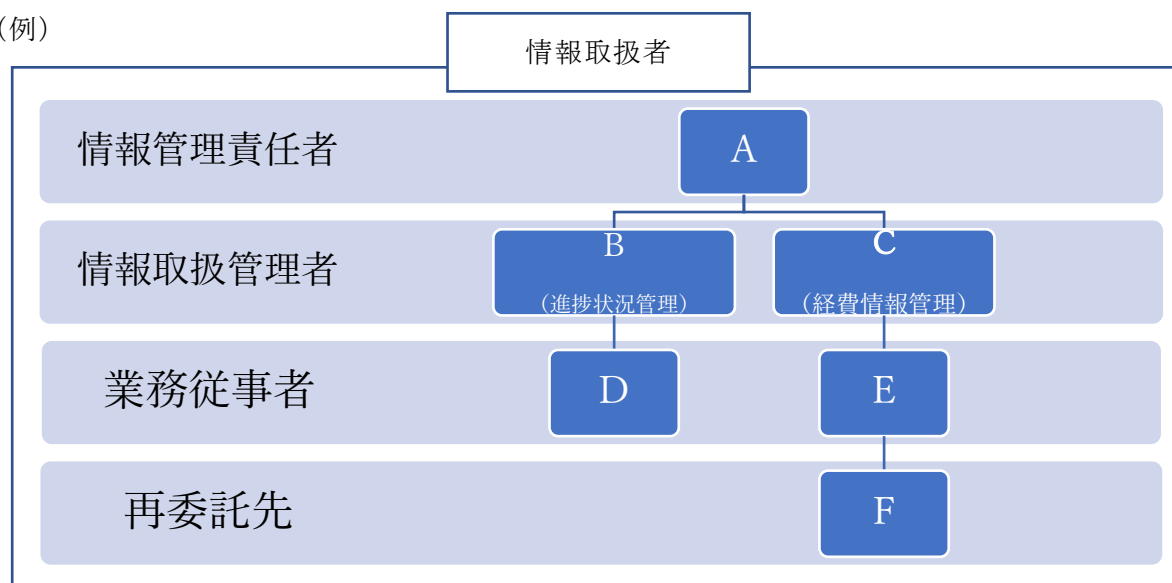 （例）
情報取扱者
情報管理責任者
A
情報取扱管理者
B
（進捗状況管理）
C
（経費情報管理）
業務従事者
D
E
再委託先
F